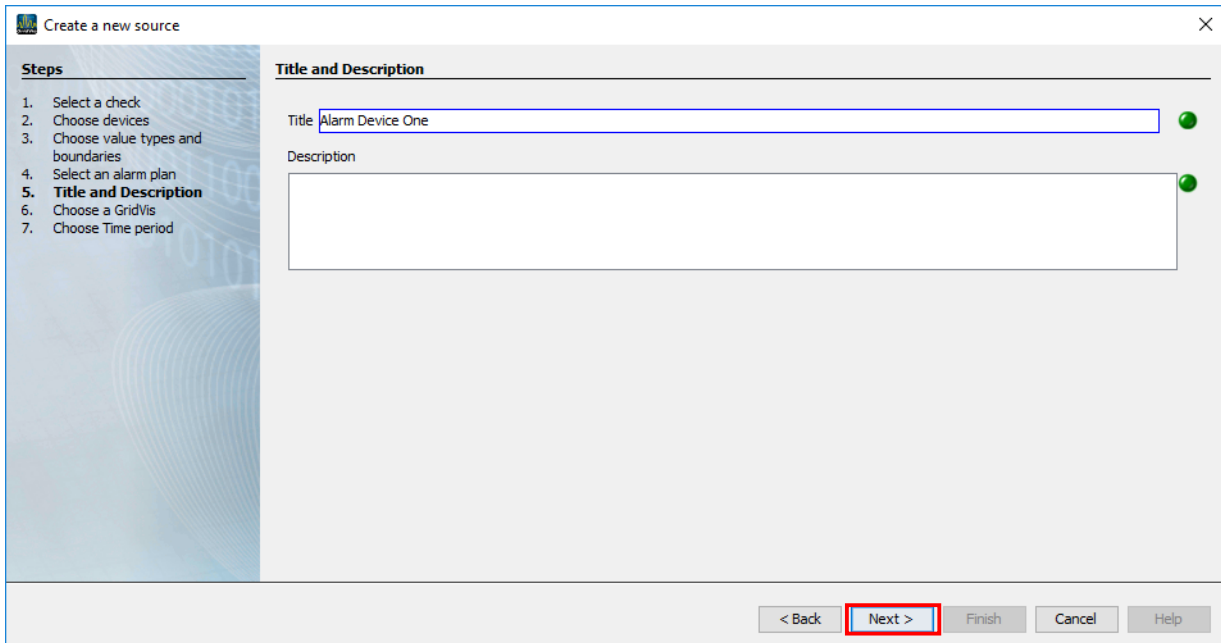 Create a new source
Steps
1. Select a check
2. Choose devices
3. Choose value types and
boundaries
4. Select an alarm plan
5. Title and Description
6. Choose a GridVis
7. Choose Time period
Title and Description
Title Alarm Device One
Description
< Back Next > Finish Cancel Help